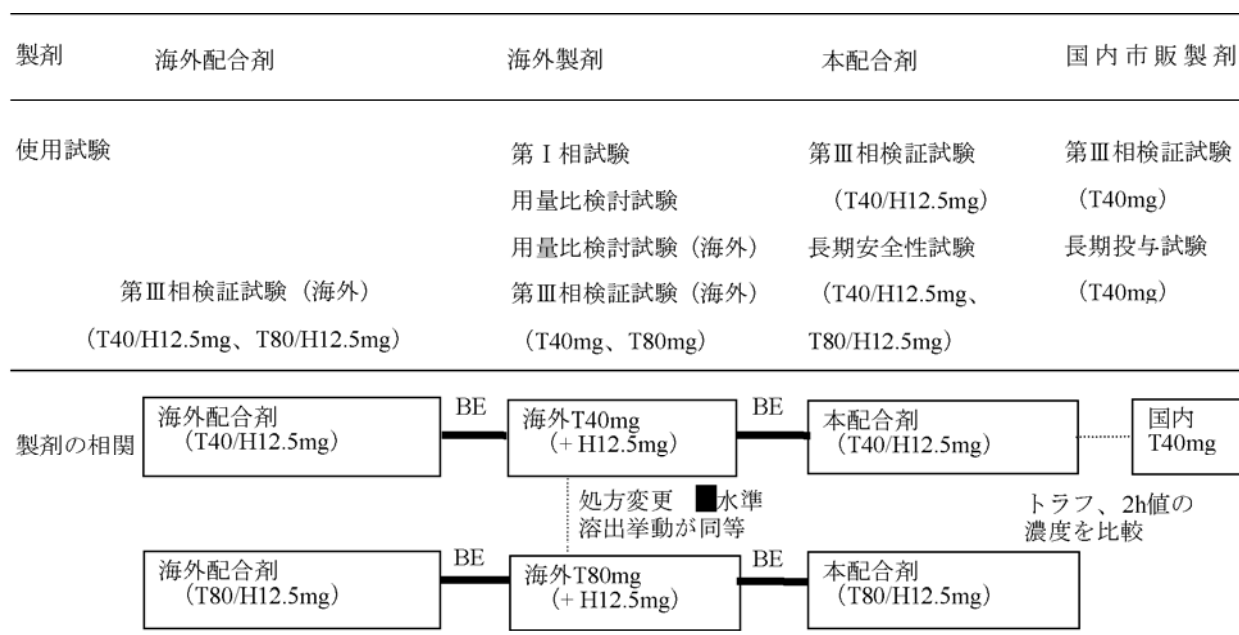 製剤 海外配合剤 海外製剤 本配合剤 国内市販製剤
使用試験 第Ⅰ相試験 第Ⅲ相検証試験 第Ⅲ相検証試験
用量比検討試験 (T40/H12.5mg) (T40mg)
用量比検討試験(海外) 長期安全性試験 長期投与試験
第Ⅲ相検証試験(海外) 第Ⅲ相検証試験(海外) (T40/H12.5mg、 (T40mg)
(T40/H12.5mg、T80/H12.5mg) (T40mg、T80mg) T80/H12.5mg)
製剤の相関
海外配合剤
(T40/H12.5mg)
BE
海外T40mg
(+ H12.5mg)
BE
本配合剤
(T40/H12.5mg)
国内
T40mg
処方変更 水準
溶出挙動が同等
トラフ、2h値の
濃度を比較
海外配合剤
(T80/H12.5mg)
BE
海外T80mg
(+ H12.5mg)
BE
本配合剤
(T80/H12.5mg)